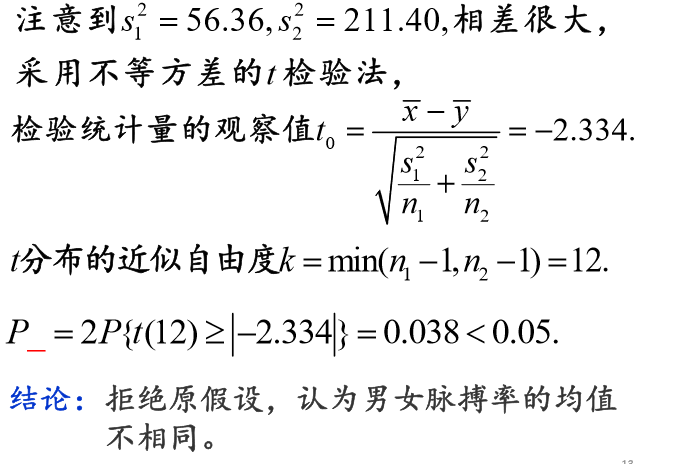 注意到s₁² = 56.36, s₂² = 211.40, 相差很大，
采用不等方差的t检验法，
检验统计量的观察值t₀ = (x̄ − ȳ) / √(s₁²/n₁ + s₂²/n₂) = −2.334.
t分布的近似自由度k = min(n₁ − 1, n₂ − 1) = 12.
P_ = 2P{t(12) ≥ |−2.334|} = 0.038 < 0.05.
结论：拒绝原假设，认为男女脉搏率的均值
不相同。
13